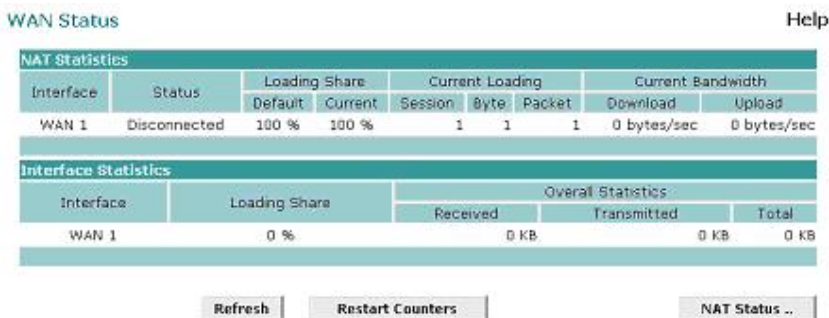 WAN Status Help
NAT Statistics
Interface Status Loading Share Current Loading Current Bandwidth
Default Current Session Byte Packet Download Upload
WAN 1 Disconnected 100 % 100 % 1 1 1 0 bytes/sec 0 bytes/sec
Interface Statistics
Interface Loading Share Overall Statistics
Received Transmitted Total
WAN 1 0 % 0 KB 0 KB 0 KB
Refresh Restart Counters NAT Status ..